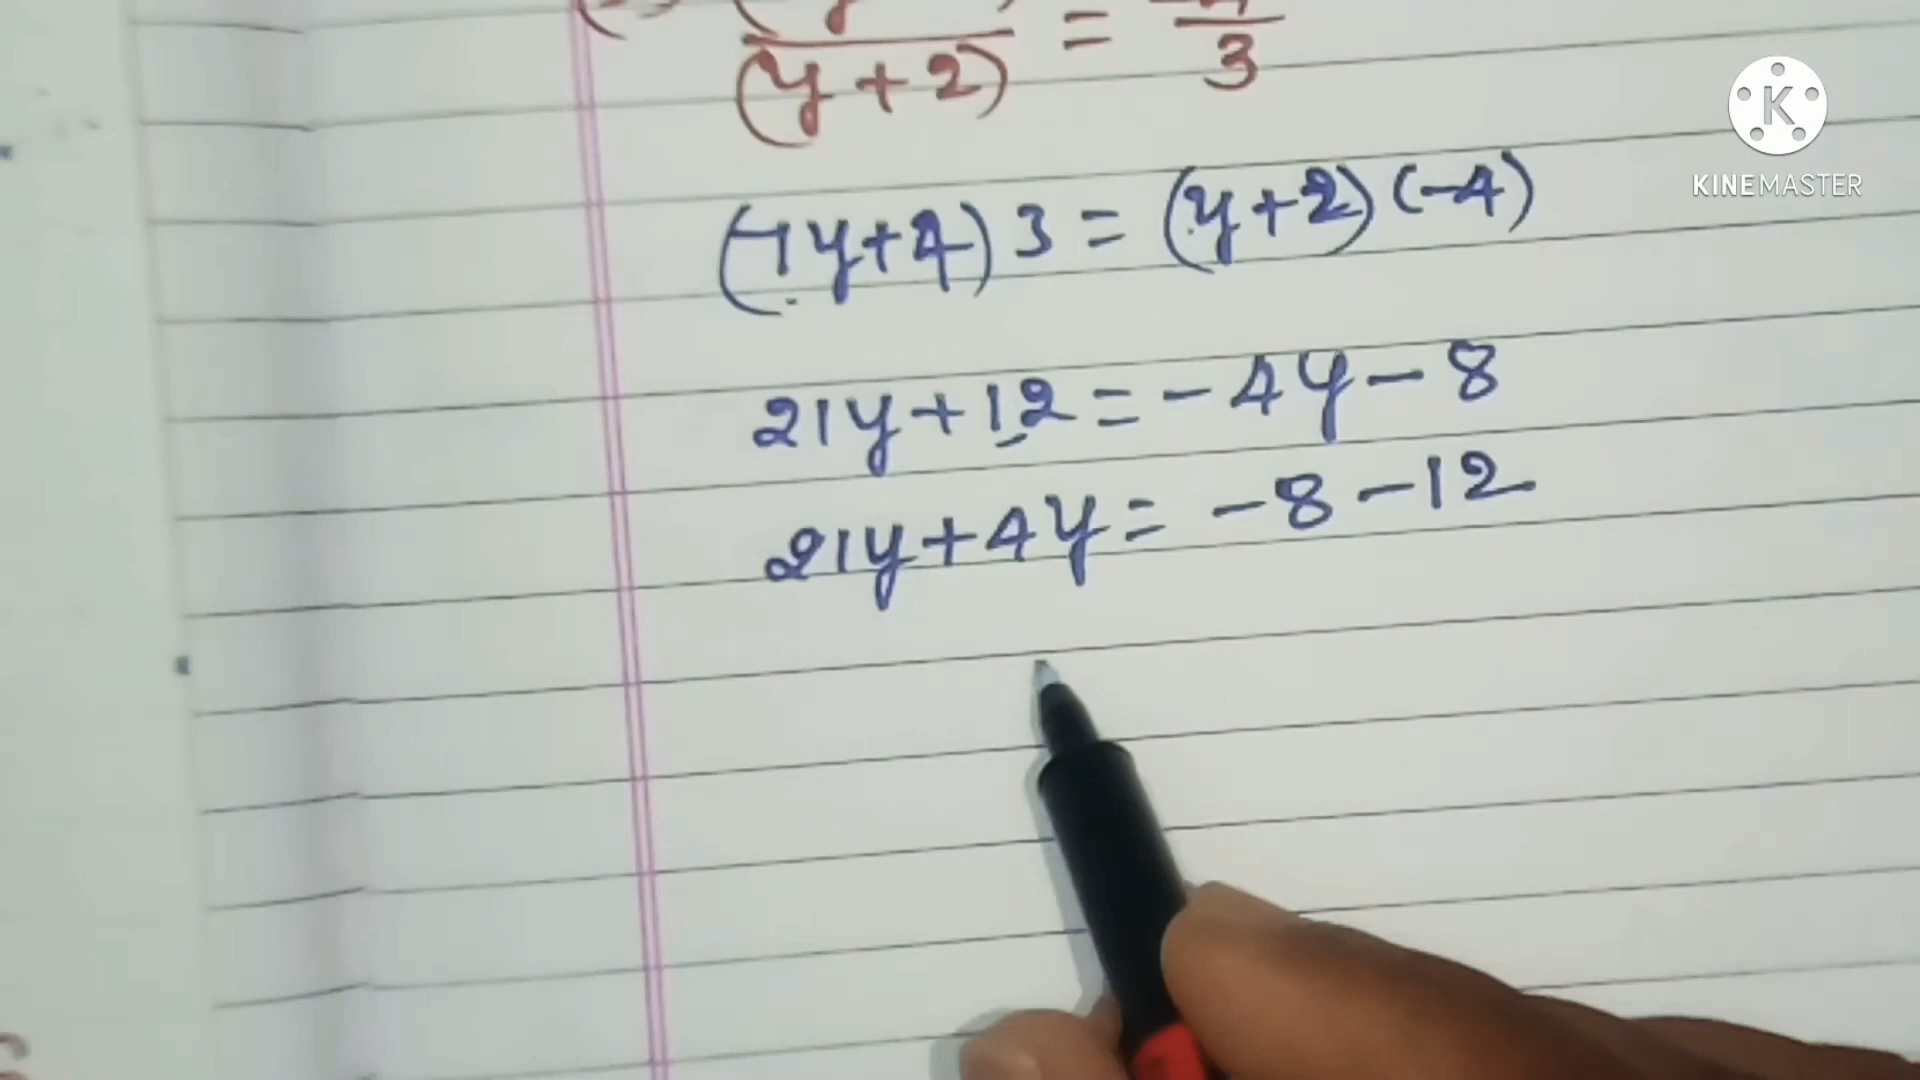 (y + 2) = 3
(7y+4) 3 = (y+2) (-4)
21y+12 = -4y - 8
21y+4y = -8 -12
K
KINEMASTER